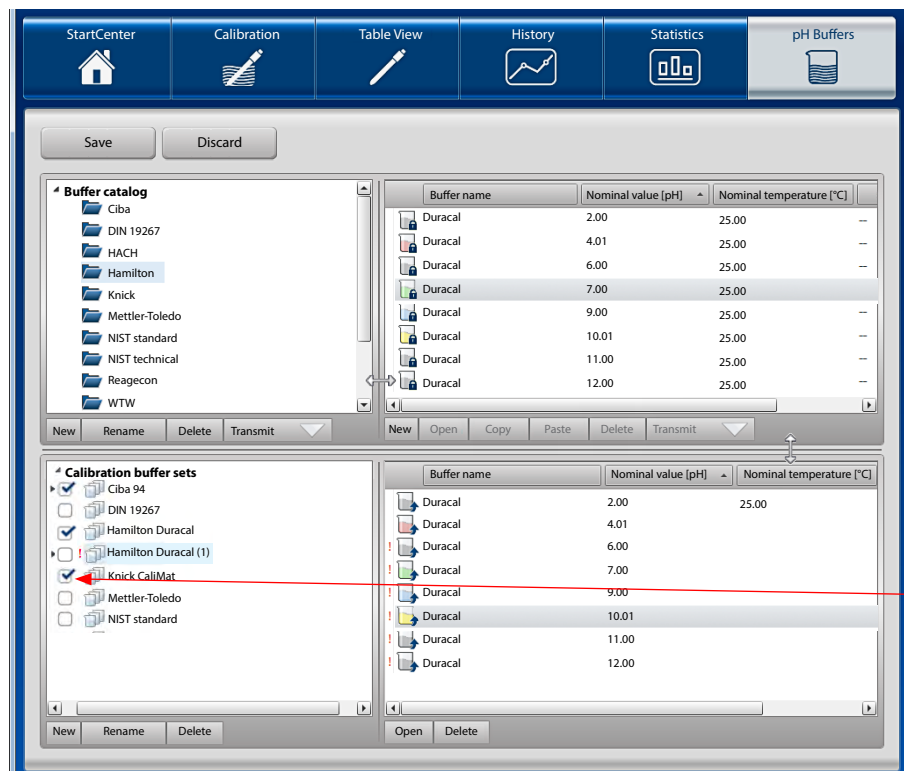 StartCenter Calibration Table View History Statistics pH Buffers
Save Discard
Buffer catalog
Ciba
DIN 19267
HACH
Hamilton
Knick
Mettler-Toledo
NIST standard
NIST technical
Reagecon
WTW
New Rename Delete Transmit
Buffer name Nominal value [pH] Nominal temperature [°C]
Duracal 2.00 25.00 --
Duracal 4.01 25.00 --
Duracal 6.00 25.00 --
Duracal 7.00 25.00
Duracal 9.00 25.00 --
Duracal 10.01 25.00 --
Duracal 11.00 25.00 --
Duracal 12.00 25.00 --
New Open Copy Paste Delete Transmit
Calibration buffer sets
Ciba 94
DIN 19267
Hamilton Duracal
! Hamilton Duracal (1)
Knick CaliMat
Mettler-Toledo
NIST standard
New Rename Delete
Buffer name Nominal value [pH] Nominal temperature [°C]
Duracal 2.00 25.00
Duracal 4.01
! Duracal 6.00
! Duracal 7.00
! Duracal 9.00
! Duracal 10.01
! Duracal 11.00
! Duracal 12.00
Open Delete